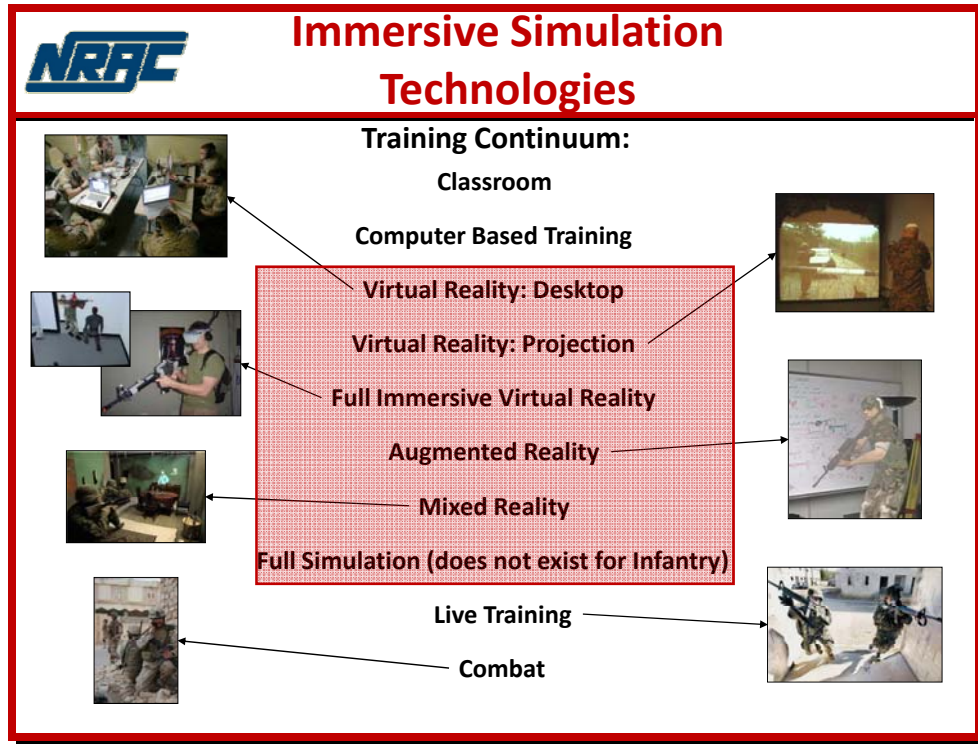 NRAC
Immersive Simulation
Technologies
Training Continuum:
Classroom
Computer Based Training
Virtual Reality: Desktop
Virtual Reality: Projection
Full Immersive Virtual Reality
Augmented Reality
Mixed Reality
Full Simulation (does not exist for Infantry)
Live Training
Combat